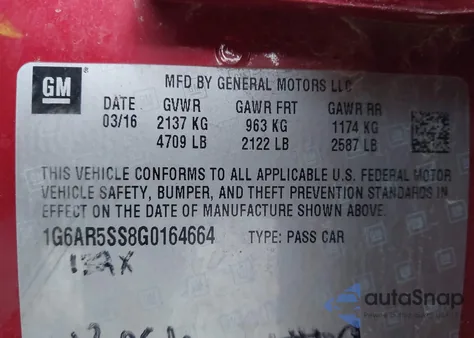 GM
MFD BY GENERAL MOTORS LLC
DATE GVWR GAWR FRT GAWR RR
03/16 2137 KG 963 KG 1174 KG
4709 LB 2122 LB 2587 LB
THIS VEHICLE CONFORMS TO ALL APPLICABLE U.S. FEDERAL MOTOR
VEHICLE SAFETY, BUMPER, AND THEFT PREVENTION STANDARDS IN
EFFECT ON THE DATE OF MANUFACTURE SHOWN ABOVE.
1G6AR5SS8G0164664 TYPE: PASS CAR
autoSnap